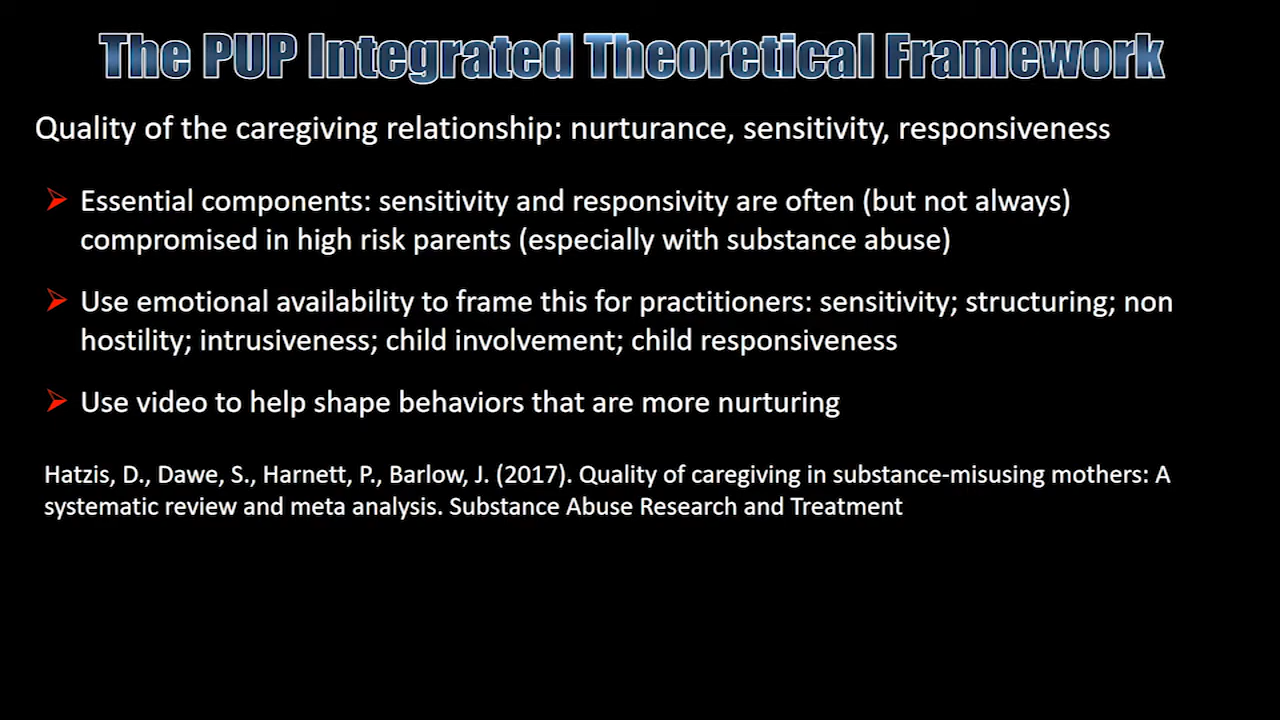 The PUP Integrated Theoretical Framework
Quality of the caregiving relationship: nurturance, sensitivity, responsiveness
Essential components: sensitivity and responsivity are often (but not always)
compromised in high risk parents (especially with substance abuse)
Use emotional availability to frame this for practitioners: sensitivity; structuring; non
hostility; intrusiveness; child involvement; child responsiveness
Use video to help shape behaviors that are more nurturing
Hatzis, D., Dawe, S., Harnett, P., Barlow, J. (2017). Quality of caregiving in substance-misusing mothers: A
systematic review and meta analysis. Substance Abuse Research and Treatment